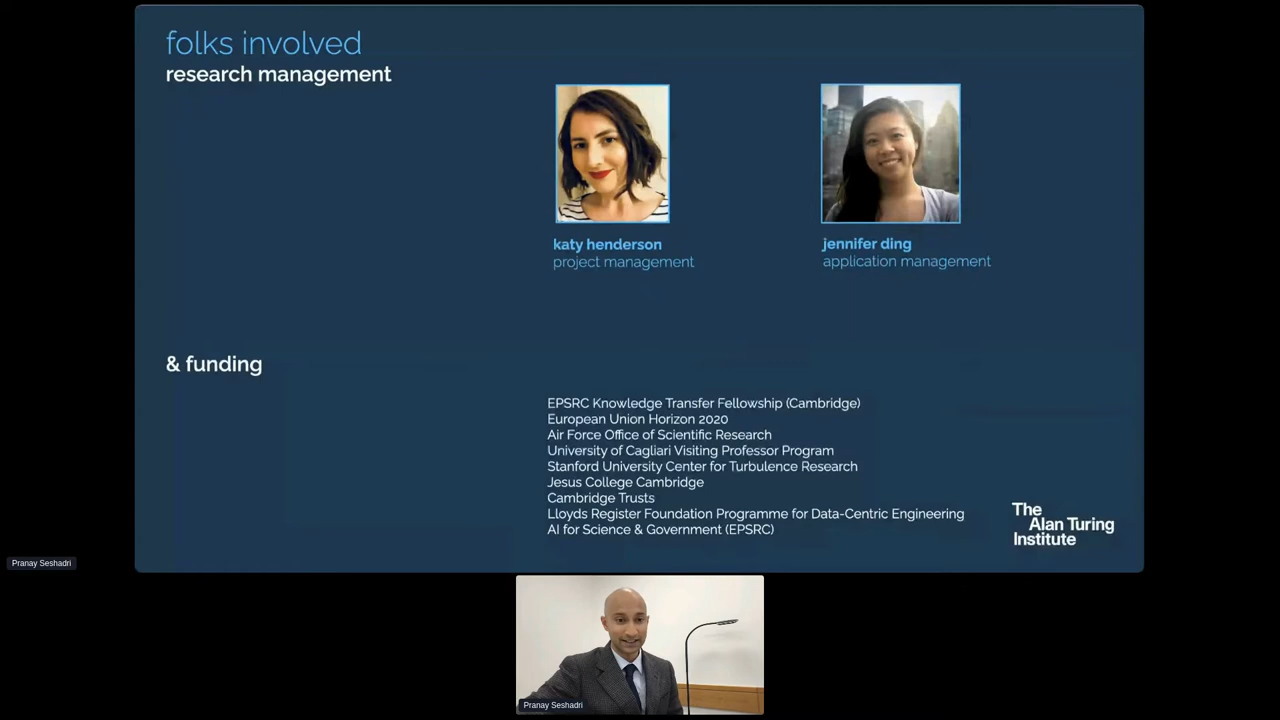 folks involved
research management
katy henderson
project management
jennifer ding
application management
& funding
EPSRC Knowledge Transfer Fellowship (Cambridge)
European Union Horizon 2020
Air Force Office of Scientific Research
University of Cagliari Visiting Professor Program
Stanford University Center for Turbulence Research
Jesus College Cambridge
Cambridge Trusts
Lloyds Register Foundation Programme for Data-Centric Engineering
AI for Science & Government (EPSRC)
The
Alan Turing
Institute
Pranay Seshadri
Pranay Seshadri